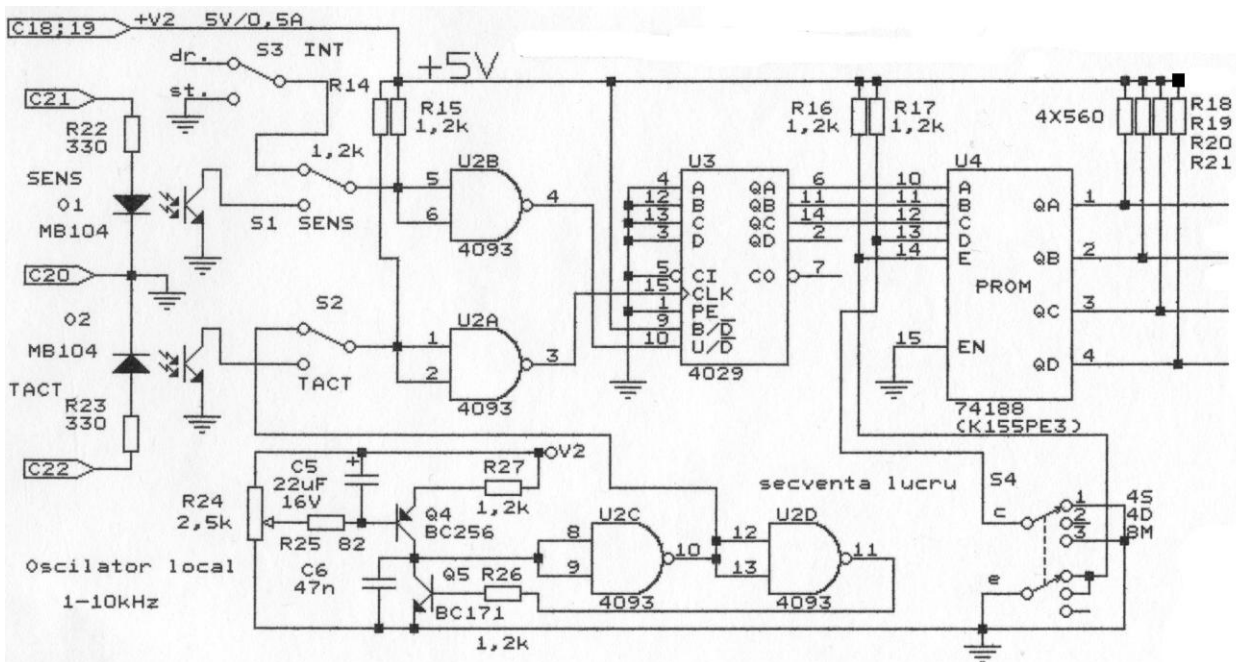 C18;19 +V2 5V/0,5A
S3 INT
dr.
st.
+5V
R14
R15
1,2k
C21
R22
330
SENS
O1
MB104
S1 SENS
1,2k
C20
O2
MB104
TACT
R23
330
C22
S2
TACT
U2B
5
6
4
4093
U2A
1
2
3
4093
U3
4 A QA 6
12 B QB 11
13 C QC 14
3 D QD 2
5 CI CO 7
15 CLK
1 PE
9 B/D
10 U/D
4029
R16
1,2k
R17
1,2k
U4
10 A
11 B
12 C
13 D
14 E
PROM
15 EN
QA 1
QB 2
QC 3
QD 4
74188
(K155PE3)
4X560
R18
R19
R20
R21
R24
2,5k
C5
22uF
16V
+
R25 82
Q4
BC256
R27
1,2k
V2
C6
47n
Q5
BC171
R26
1,2k
U2C
8
9
10
4093
U2D
12
13
11
4093
Oscilator local
1-10kHz
secventa lucru
S4
c
e
1 4S
2 4D
3 8M